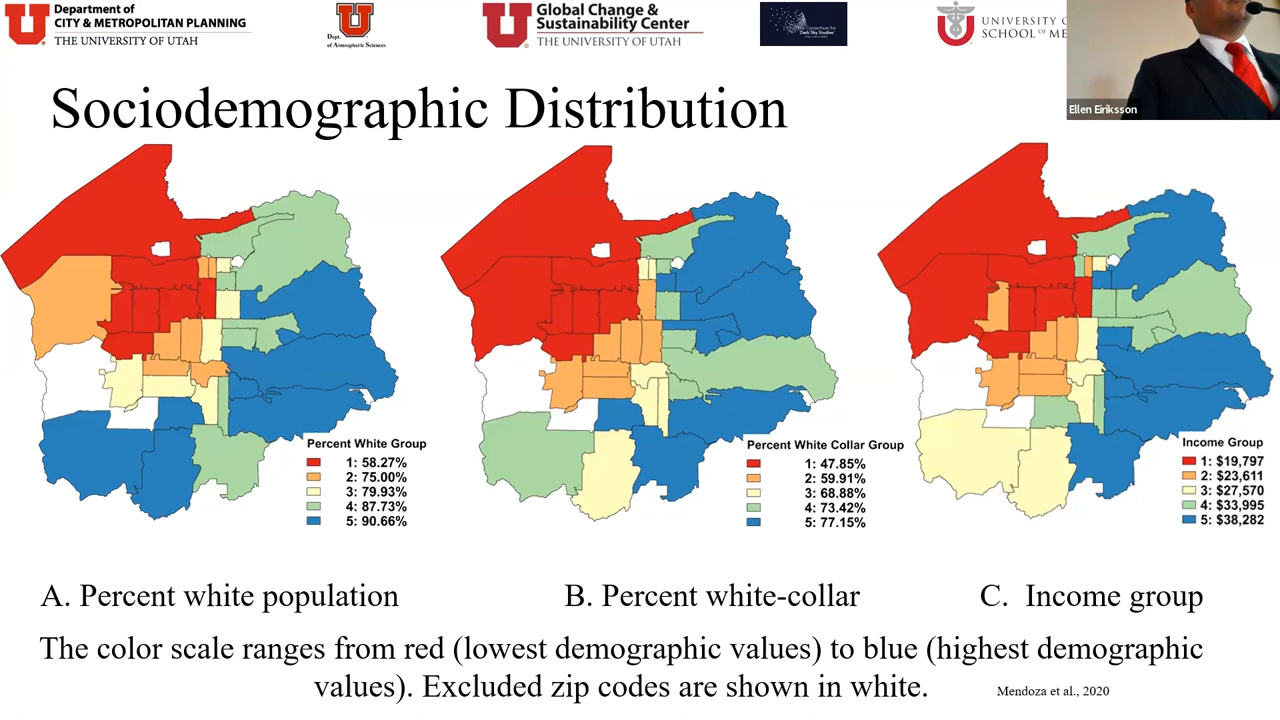 Department of
CITY & METROPOLITAN PLANNING
THE UNIVERSITY OF UTAH
Dept.
of Atmospheric Sciences
Global Change &
Sustainability Center
THE UNIVERSITY OF UTAH
Consortium for
Dark Sky Studies
UNIVERSITY
SCHOOL OF
Ellen Eiriksson
Sociodemographic Distribution
Percent White Group
1: 58.27%
2: 75.00%
3: 79.93%
4: 87.73%
5: 90.66%
Percent White Collar Group
1: 47.85%
2: 59.91%
3: 68.88%
4: 73.42%
5: 77.15%
Income Group
1: $19,797
2: $23,611
3: $27,570
4: $33,995
5: $38,282
A. Percent white population
B. Percent white-collar
C. Income group
The color scale ranges from red (lowest demographic values) to blue (highest demographic
values). Excluded zip codes are shown in white.
Mendoza et al., 2020